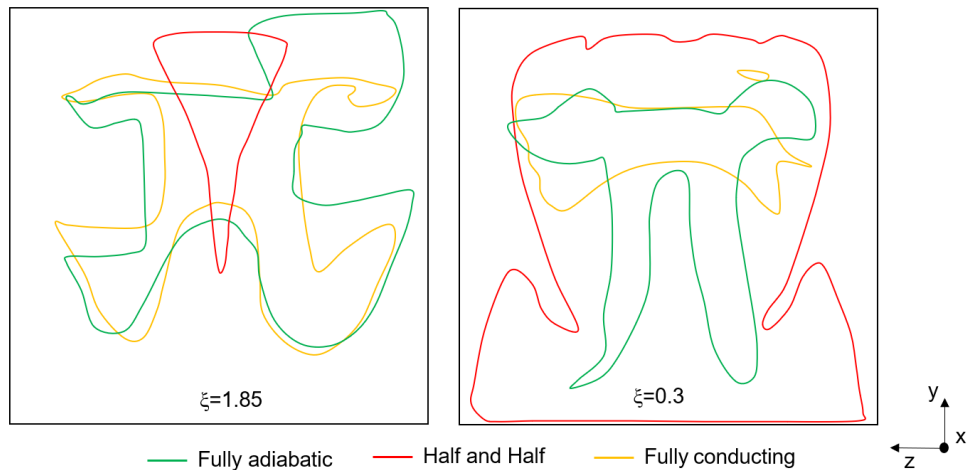 ξ=1.85
ξ=0.3
y
x
z
Fully adiabatic
Half and Half
Fully conducting